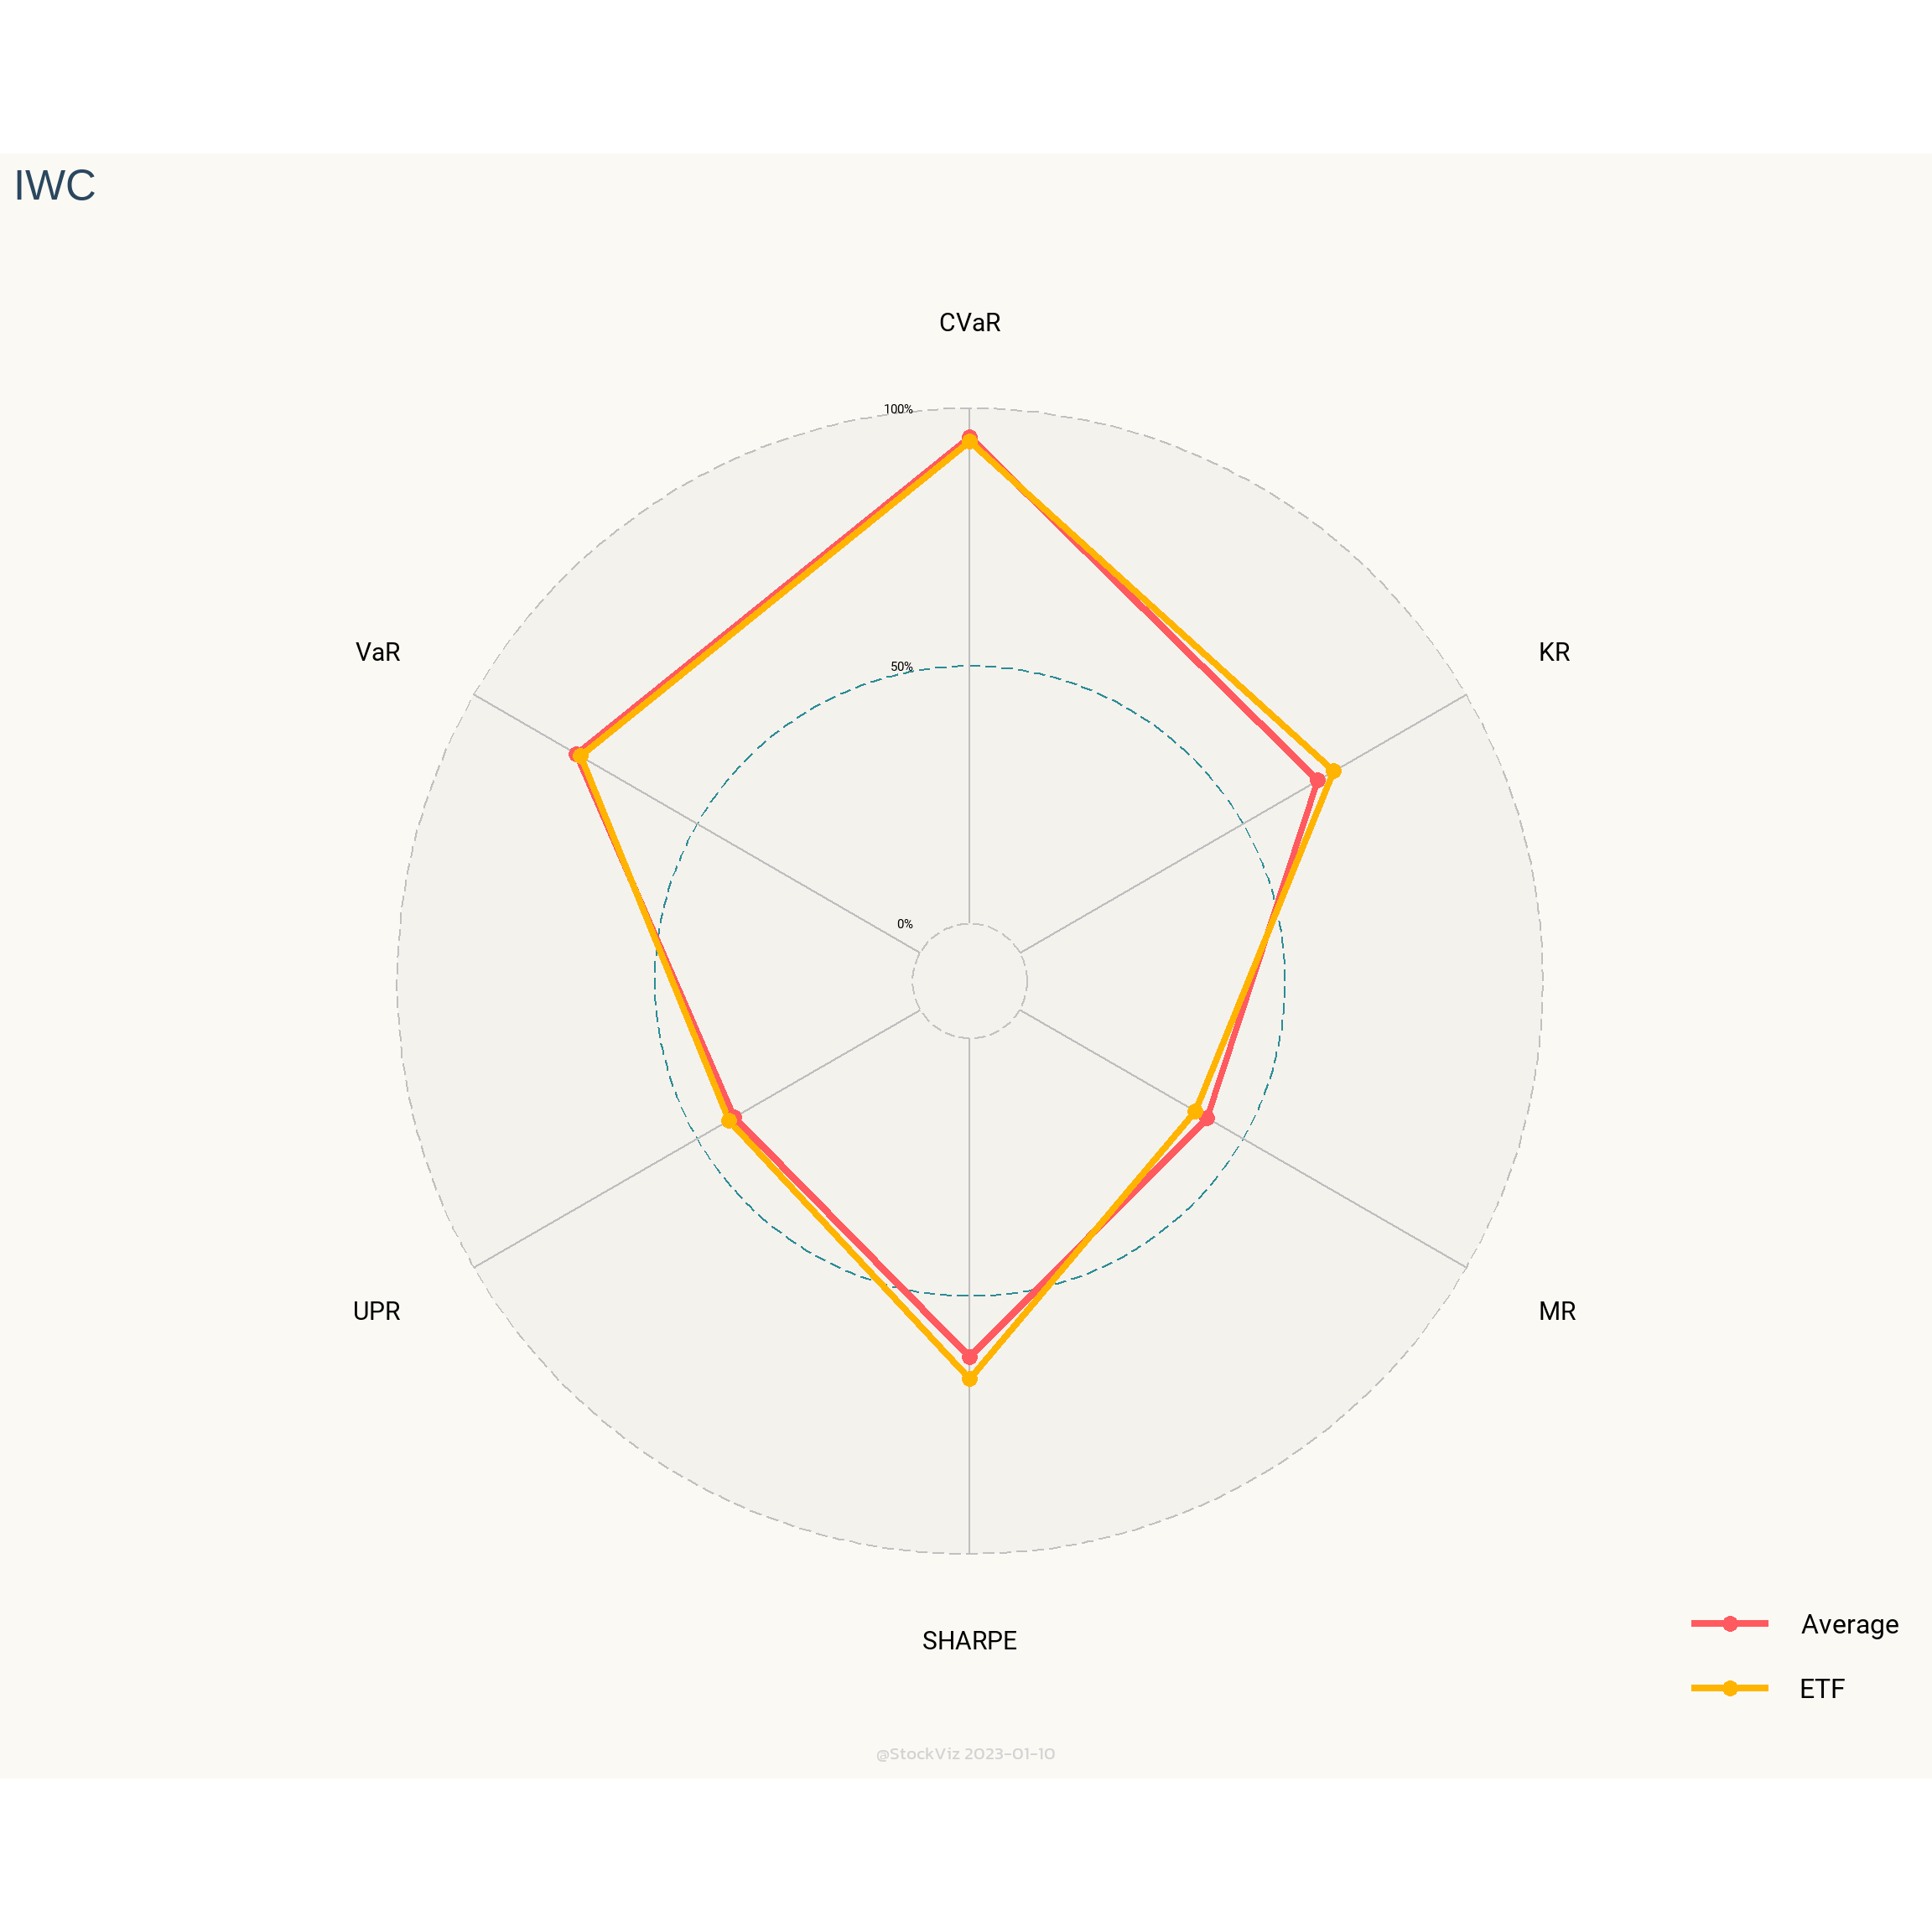 IWC
CVaR
100%
VaR
KR
50%
0%
UPR
MR
SHARPE
Average
ETF
@StockViz 2023-01-10